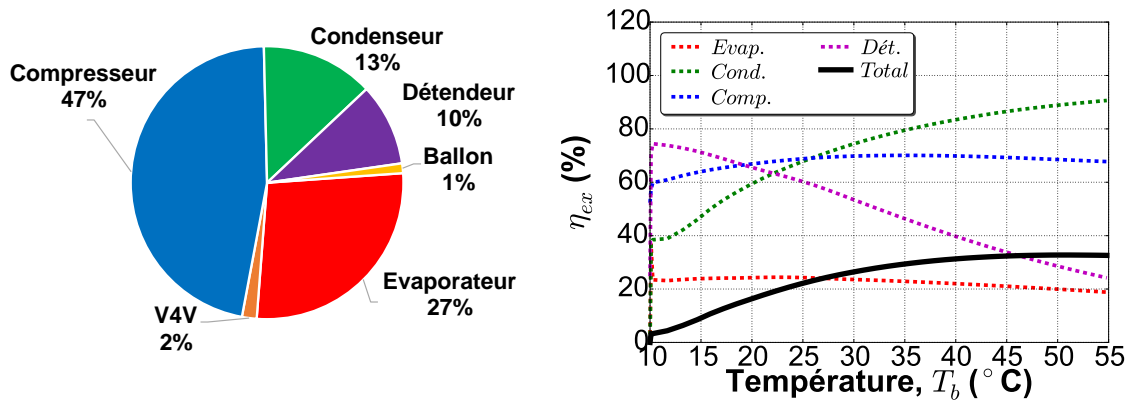 Condenseur
13%
Compresseur
47%
Détendeur
10%
Ballon
1%
Evaporateur
27%
V4V
2%
120
100
80
60
40
20
0
η_ex (%)
Evap.
Cond.
Comp.
Dét.
Total
10 15 20 25 30 35 40 45 50 55
Température, T_b (°C)